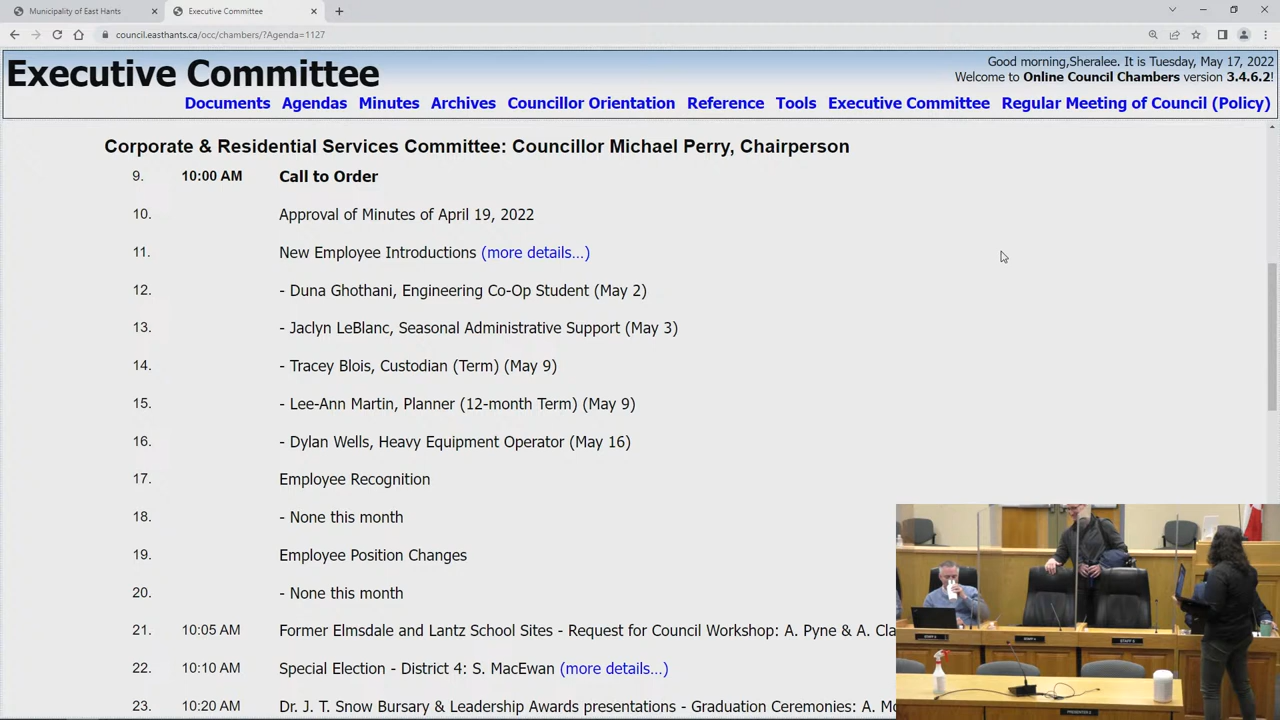 Municipality of East Hants
Executive Committee
council.easthants.ca/occ/chambers/?Agenda=1127
Executive Committee
Good morning,Sheralee. It is Tuesday, May 17, 2022
Welcome to Online Council Chambers version 3.4.6.2!
Documents Agendas Minutes Archives Councillor Orientation Reference Tools Executive Committee Regular Meeting of Council (Policy)
Corporate & Residential Services Committee: Councillor Michael Perry, Chairperson
9. 10:00 AM Call to Order
10. Approval of Minutes of April 19, 2022
11. New Employee Introductions (more details...)
12. - Duna Ghothani, Engineering Co-Op Student (May 2)
13. - Jaclyn LeBlanc, Seasonal Administrative Support (May 3)
14. - Tracey Blois, Custodian (Term) (May 9)
15. - Lee-Ann Martin, Planner (12-month Term) (May 9)
16. - Dylan Wells, Heavy Equipment Operator (May 16)
17. Employee Recognition
18. - None this month
19. Employee Position Changes
20. - None this month
21. 10:05 AM Former Elmsdale and Lantz School Sites - Request for Council Workshop: A. Pyne & A. Cla
22. 10:10 AM Special Election - District 4: S. MacEwan (more details...)
23. 10:20 AM Dr. J. T. Snow Bursary & Leadership Awards presentations - Graduation Ceremonies: A. Mo